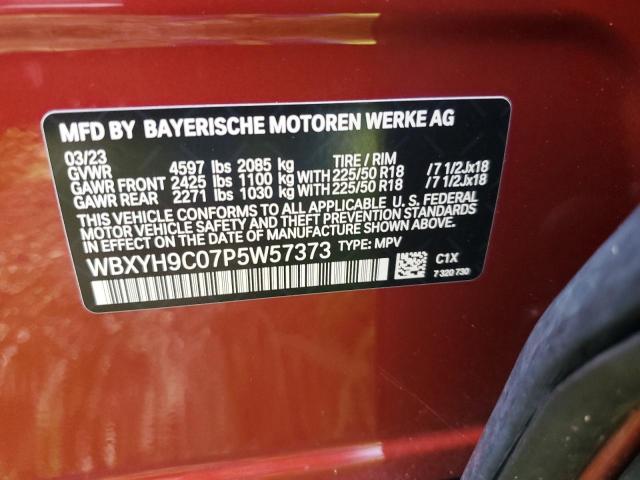 MFD BY BAYERISCHE MOTOREN WERKE AG
03/23 TIRE / RIM
GVWR 4597 lbs 2085 kg
GAWR FRONT 2425 lbs 1100 kg WITH 225/50 R18 /7 1/2Jx18
GAWR REAR 2271 lbs 1030 kg WITH 225/50 R18 /7 1/2Jx18
THIS VEHICLE CONFORMS TO ALL APPLICABLE U. S. FEDERAL
MOTOR VEHICLE SAFETY, BUMPER, AND THEFT PREVENTION
STANDARDS IN EFFECT ON THE DATE OF MANUFACTURE SHOWN ABOVE.
WBXYH9C07P5W57373 TYPE: MPV
C1X
7 320 730